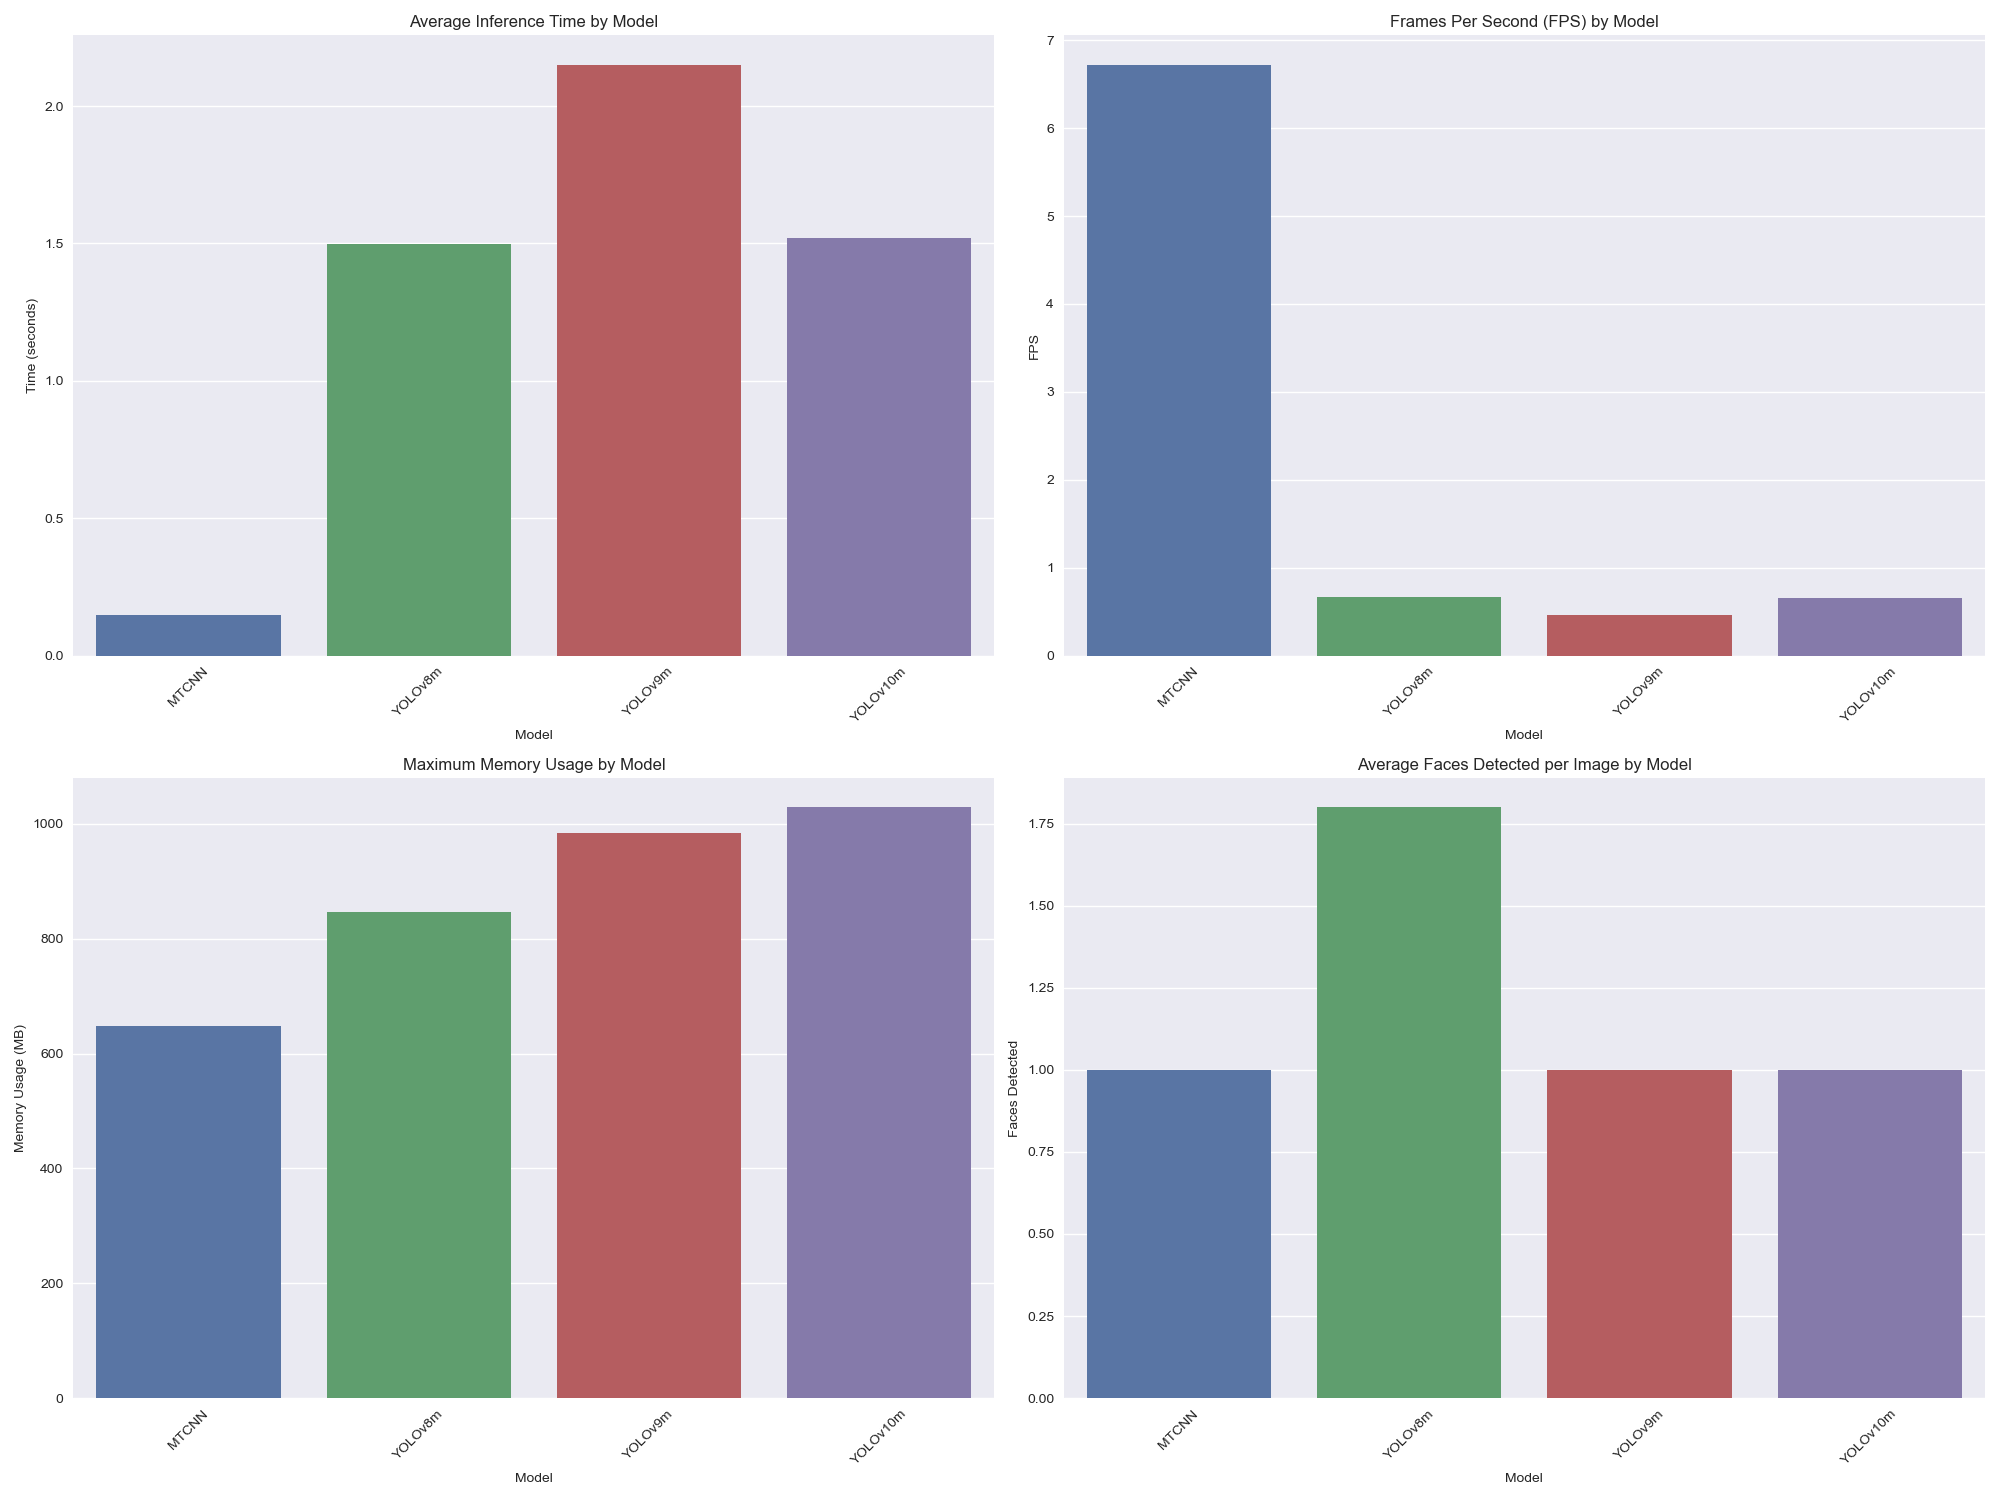 Average Inference Time by Model
2.0
1.5
1.0
0.5
0.0
Time (seconds)
MTCNN
YOLOv8m
YOLOv9m
YOLOv10m
Model
Frames Per Second (FPS) by Model
7
6
5
4
3
2
1
0
FPS
MTCNN
YOLOv8m
YOLOv9m
YOLOv10m
Model
Maximum Memory Usage by Model
1000
800
600
400
200
0
Memory Usage (MB)
MTCNN
YOLOv8m
YOLOv9m
YOLOv10m
Model
Average Faces Detected per Image by Model
1.75
1.50
1.25
1.00
0.75
0.50
0.25
0.00
Faces Detected
MTCNN
YOLOv8m
YOLOv9m
YOLOv10m
Model